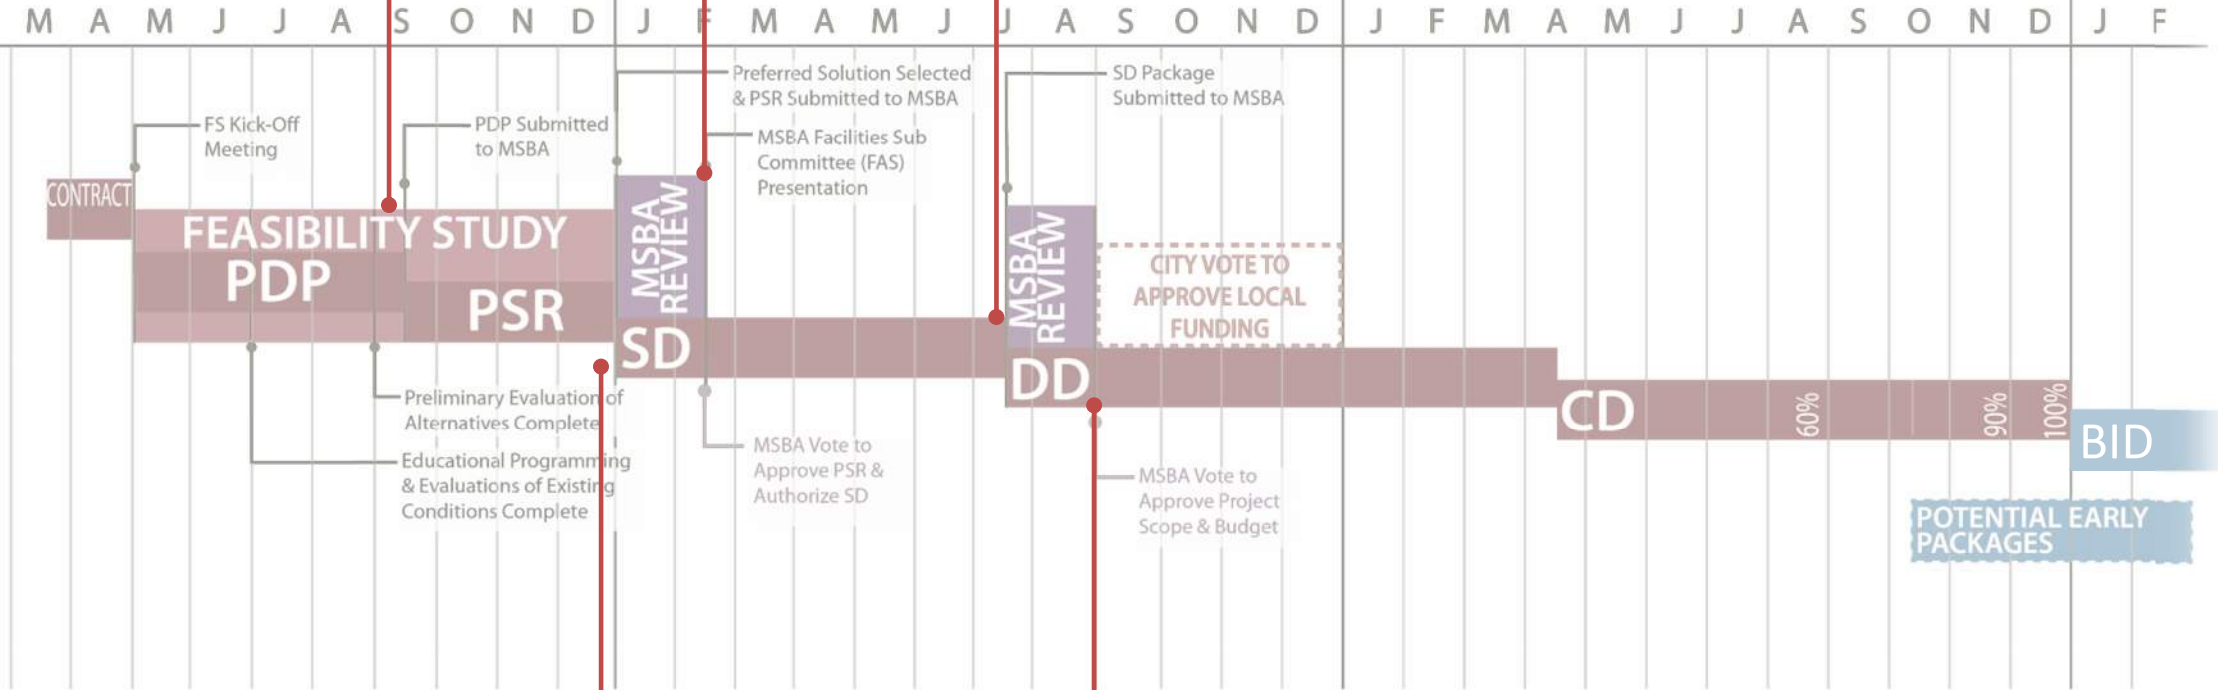 M A M J J A S O N D J F M A M J J A S O N D J F M A M J J A S O N D J F
Preferred Solution Selected
& PSR Submitted to MSBA
SD Package
Submitted to MSBA
FS Kick-Off
Meeting
PDP Submitted
to MSBA
MSBA Facilities Sub
Committee (FAS)
Presentation
CONTRACT
FEASIBILITY STUDY
PDP
PSR
MSBA
REVIEW
SD
MSBA
REVIEW
CITY VOTE TO
APPROVE LOCAL
FUNDING
DD
CD
60%
90%
100%
BID
Preliminary Evaluation of
Alternatives Complete
Educational Programming
& Evaluations of Existing
Conditions Complete
MSBA Vote to
Approve PSR &
Authorize SD
MSBA Vote to
Approve Project
Scope & Budget
POTENTIAL EARLY
PACKAGES